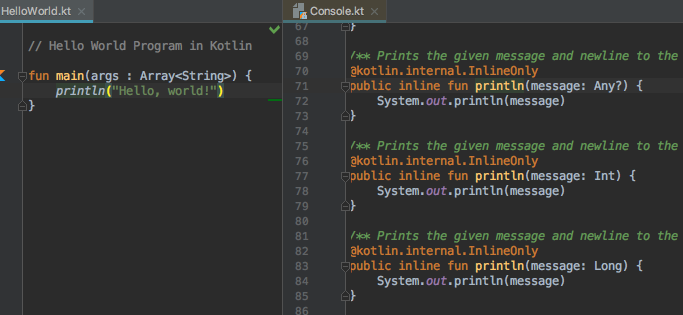 HelloWorld.kt
// Hello World Program in Kotlin
fun main(args : Array<String>) {
println("Hello, world!")
}
Console.kt
67 }
68
69 /** Prints the given message and newline to the
70 @kotlin.internal.InlineOnly
71 public inline fun println(message: Any?) {
72 System.out.println(message)
73 }
74
75 /** Prints the given message and newline to the
76 @kotlin.internal.InlineOnly
77 public inline fun println(message: Int) {
78 System.out.println(message)
79 }
80
81 /** Prints the given message and newline to the
82 @kotlin.internal.InlineOnly
83 public inline fun println(message: Long) {
84 System.out.println(message)
85 }
86